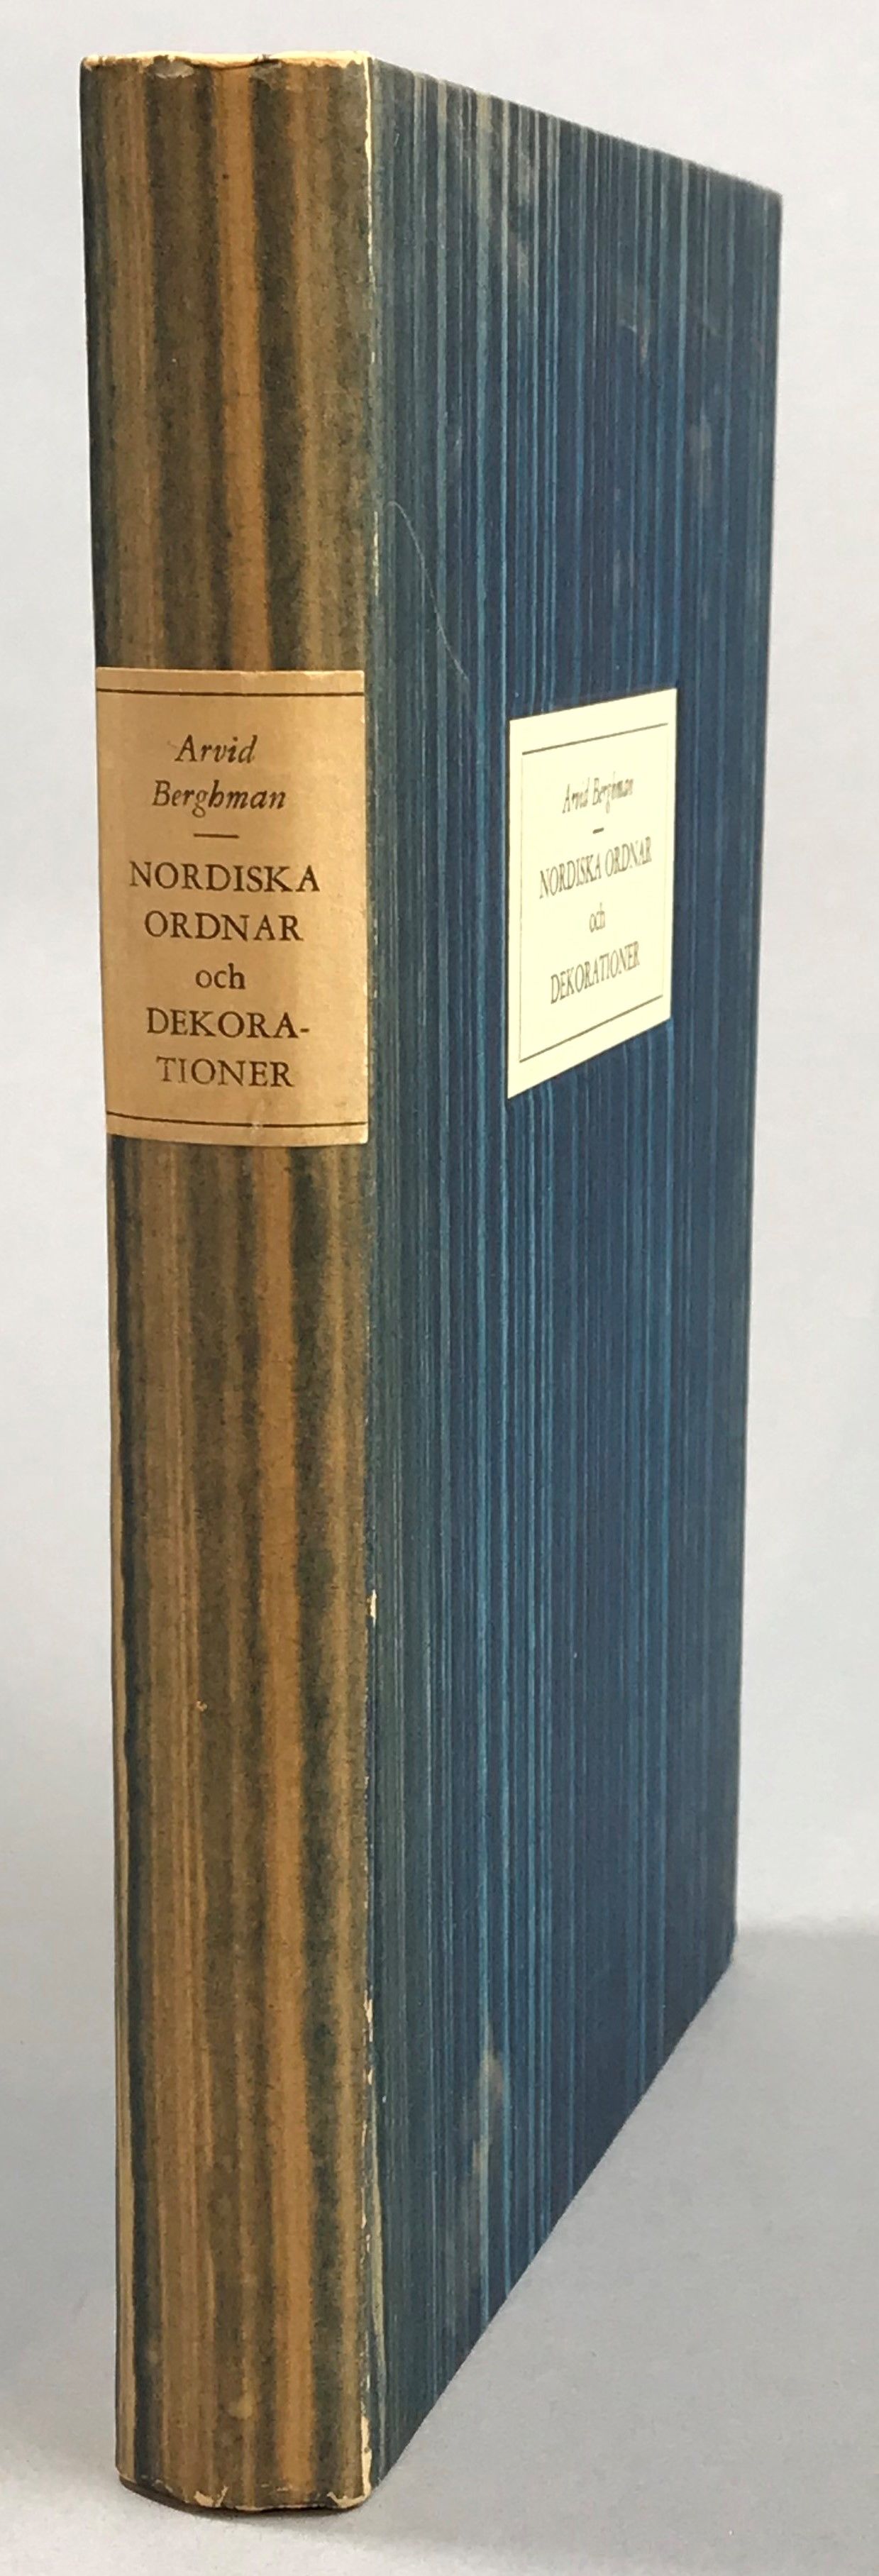 Arvid
Berghman
NORDISKA
ORDNAR
och
DEKORA-
TIONER
Arvid Berghman
NORDISKA ORDNAR
och
DEKORATIONER